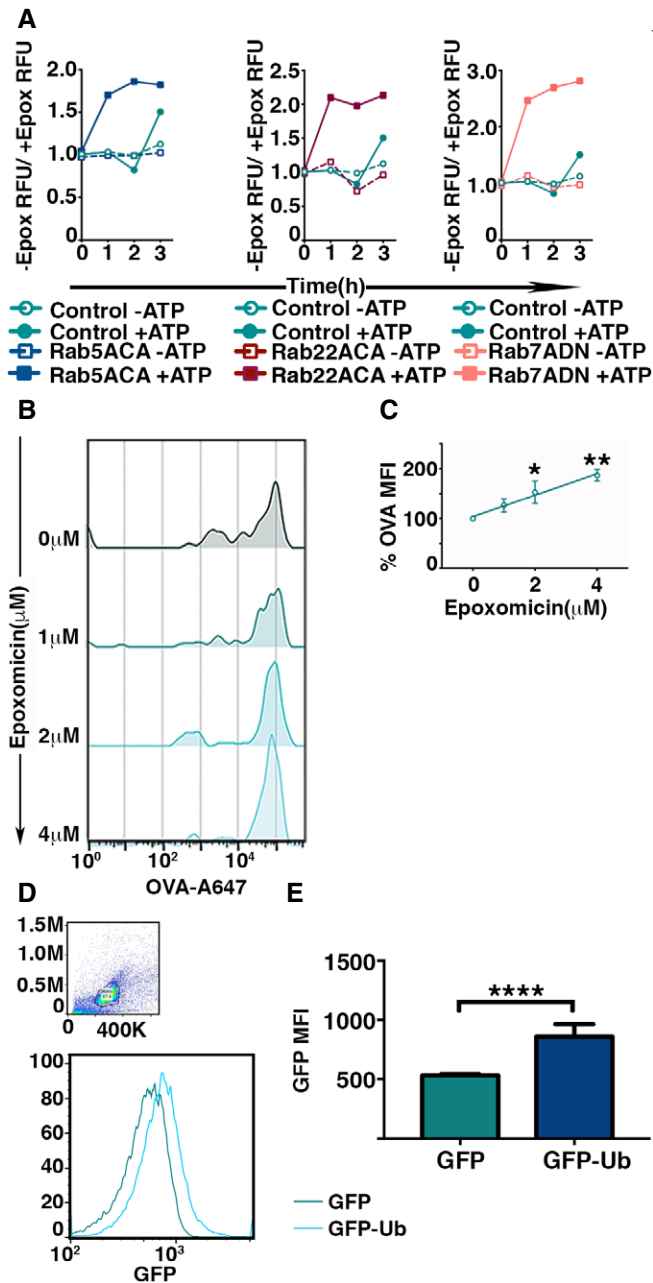 A
-Epox RFU/ +Epox RFU
2.0
1.5
1.0
0.5
0
0 1 2 3
-Epox RFU/ +Epox RFU
2.5
2.0
1.5
1.0
0.5
0
0 1 2 3
-Epox RFU/ +Epox RFU
3.0
2.0
1.0
0
0 1 2 3
Time(h)
Control -ATP
Control +ATP
Rab5ACA -ATP
Rab5ACA +ATP
Control -ATP
Control +ATP
Rab22ACA -ATP
Rab22ACA +ATP
Control -ATP
Control +ATP
Rab7ADN -ATP
Rab7ADN +ATP
B
Epoxomicin(μM)
0μM
1μM
2μM
4μM
10⁰ 10² 10⁴
OVA-A647
C
% OVA MFI
200
100
* **
0 2 4
Epoxomicin(μM)
D
1.5M
1.0M
0.5M
0
0 400K
100
80
60
40
20
0
10² 10³
GFP
GFP
GFP-Ub
E
GFP MFI
1500
1000
500
****
GFP GFP-Ub